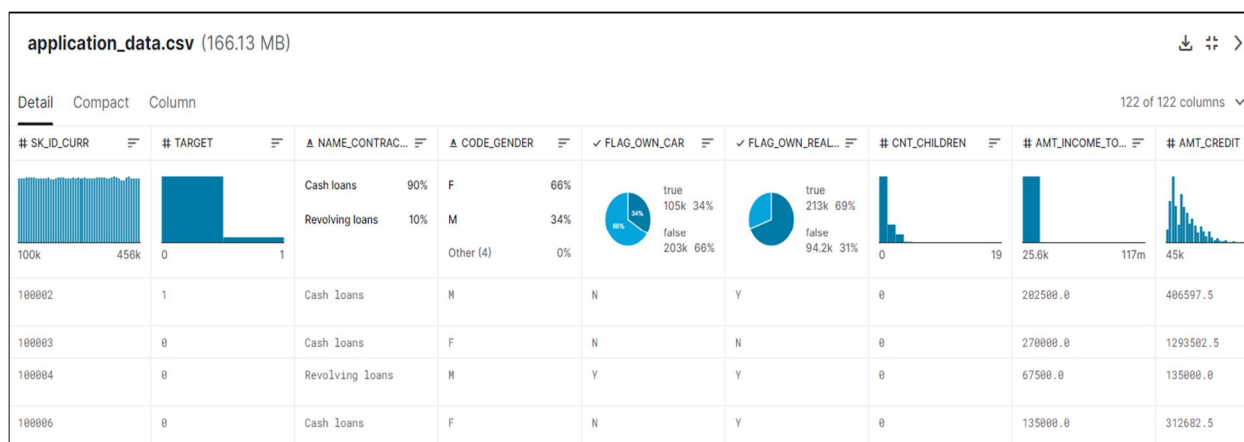 application_data.csv (166.13 MB)
Detail Compact Column 122 of 122 columns
# SK_ID_CURR # TARGET A NAME_CONTRAC... A CODE_GENDER ✓ FLAG_OWN_CAR ✓ FLAG_OWN_REAL... # CNT_CHILDREN # AMT_INCOME_TO... # AMT_CREDIT
Cash loans 90% F 66% true true
34% 105k 34% 213k 69%
Revolving loans 10% M 34% 66% false false
Other (4) 0% 203k 66% 94.2k 31%
100k 456k 0 1 0 19 25.6k 117m 45k
100002 1 Cash loans M N Y 0 202500.0 406597.5
100003 0 Cash loans F N N 0 270000.0 1293502.5
100004 0 Revolving loans M Y Y 0 67500.0 135000.0
100006 0 Cash loans F N Y 0 135000.0 312682.5